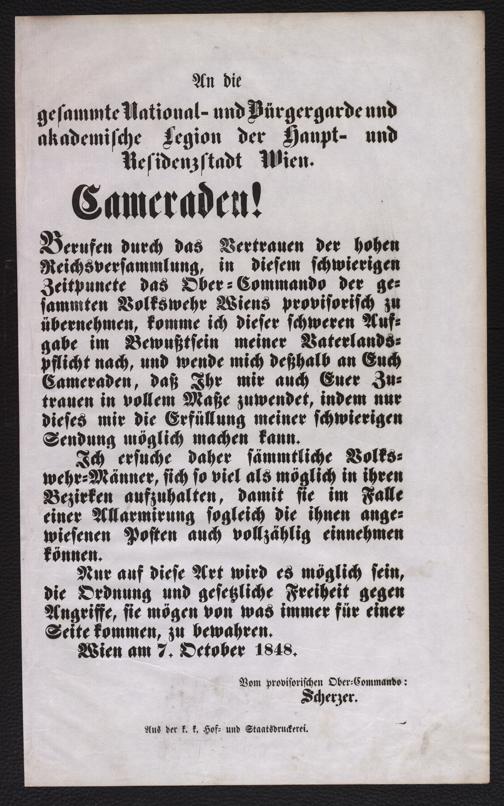 An die
gesammte National- und Bürgergarde und
akademische Legion der Haupt- und
Residenzstadt Wien.
Cameraden!
Berufen durch das Vertrauen der hohen
Reichsversammlung, in diesem schwierigen
Zeitpuncte das Ober-Commando der ge-
sammten Volkswehr Wiens provisorisch zu
übernehmen, komme ich dieser schweren Auf-
gabe im Bewußtsein meiner Vaterlands-
pflicht nach, und wende mich deßhalb an Euch
Cameraden, daß Ihr mir auch Euer Zu-
trauen in vollem Maße zuwendet, indem nur
dieses mir die Erfüllung meiner schwierigen
Sendung möglich machen kann.
Ich ersuche daher sämmtliche Volks-
wehr-Männer, sich so viel als möglich in ihren
Bezirken aufzuhalten, damit sie im Falle
einer Allarmirung sogleich die ihnen ange-
wiesenen Posten auch vollzählig einnehmen
können.
Nur auf diese Art wird es möglich sein,
die Ordnung und gesetzliche Freiheit gegen
Angriffe, sie mögen von was immer für einer
Seite kommen, zu bewahren.
Wien am 7. October 1848.
Vom provisorischen Ober-Commando:
Scherzer.
Aus der k. k. Hof- und Staatsdruckerei.